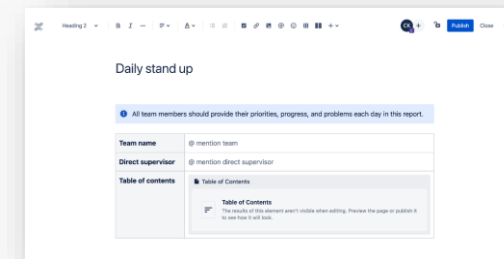 Heading 2
B I
A
CK
Publish Close
Daily stand up
All team members should provide their priorities, progress, and problems each day in this report.
Team name @ mention team
Direct supervisor @ mention direct supervisor
Table of contents Table of Contents
Table of Contents
The results of this element aren't visible when editing. Preview the page or publish it
to see how it will look.